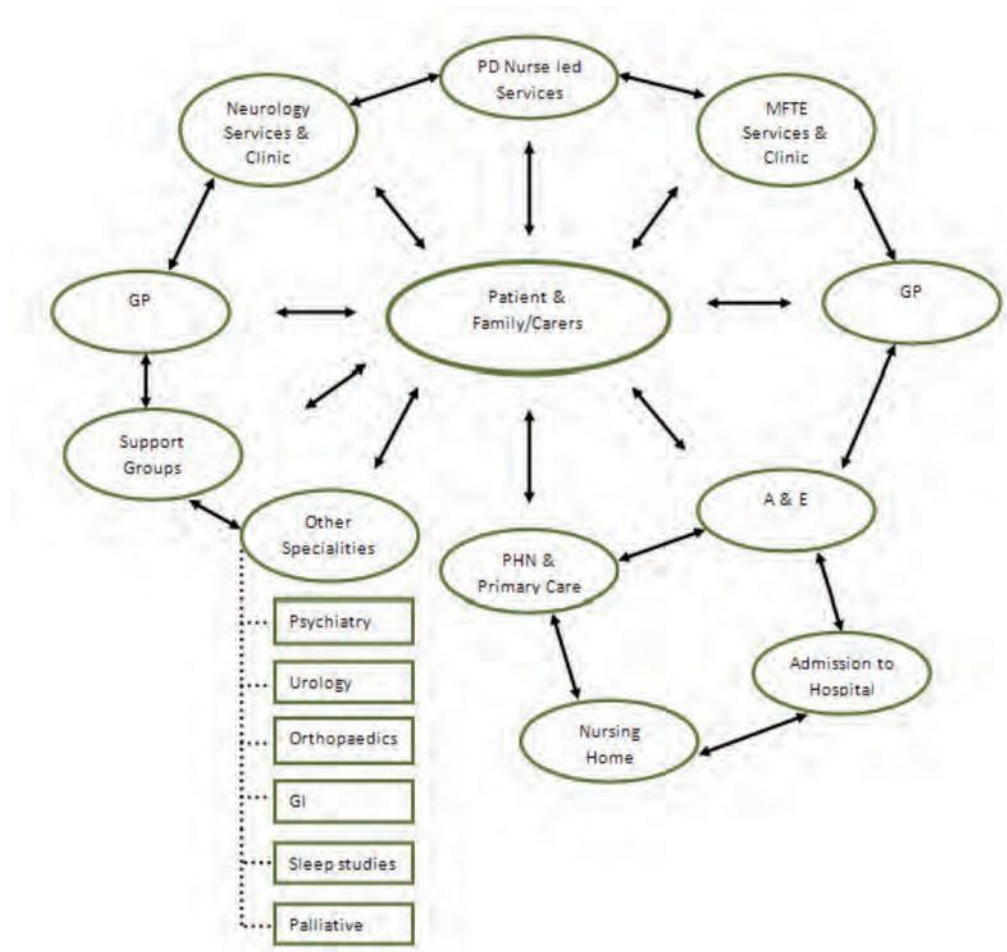 PD Nurse led
Services
Neurology
Services &
Clinic
MFTE
Services &
Clinic
GP
Patient &
Family/Carers
GP
Support
Groups
Other
Specialities
A & E
PHN &
Primary Care
Psychiatry
Urology
Orthopaedics
GI
Sleep studies
Palliative
Admission to
Hospital
Nursing
Home